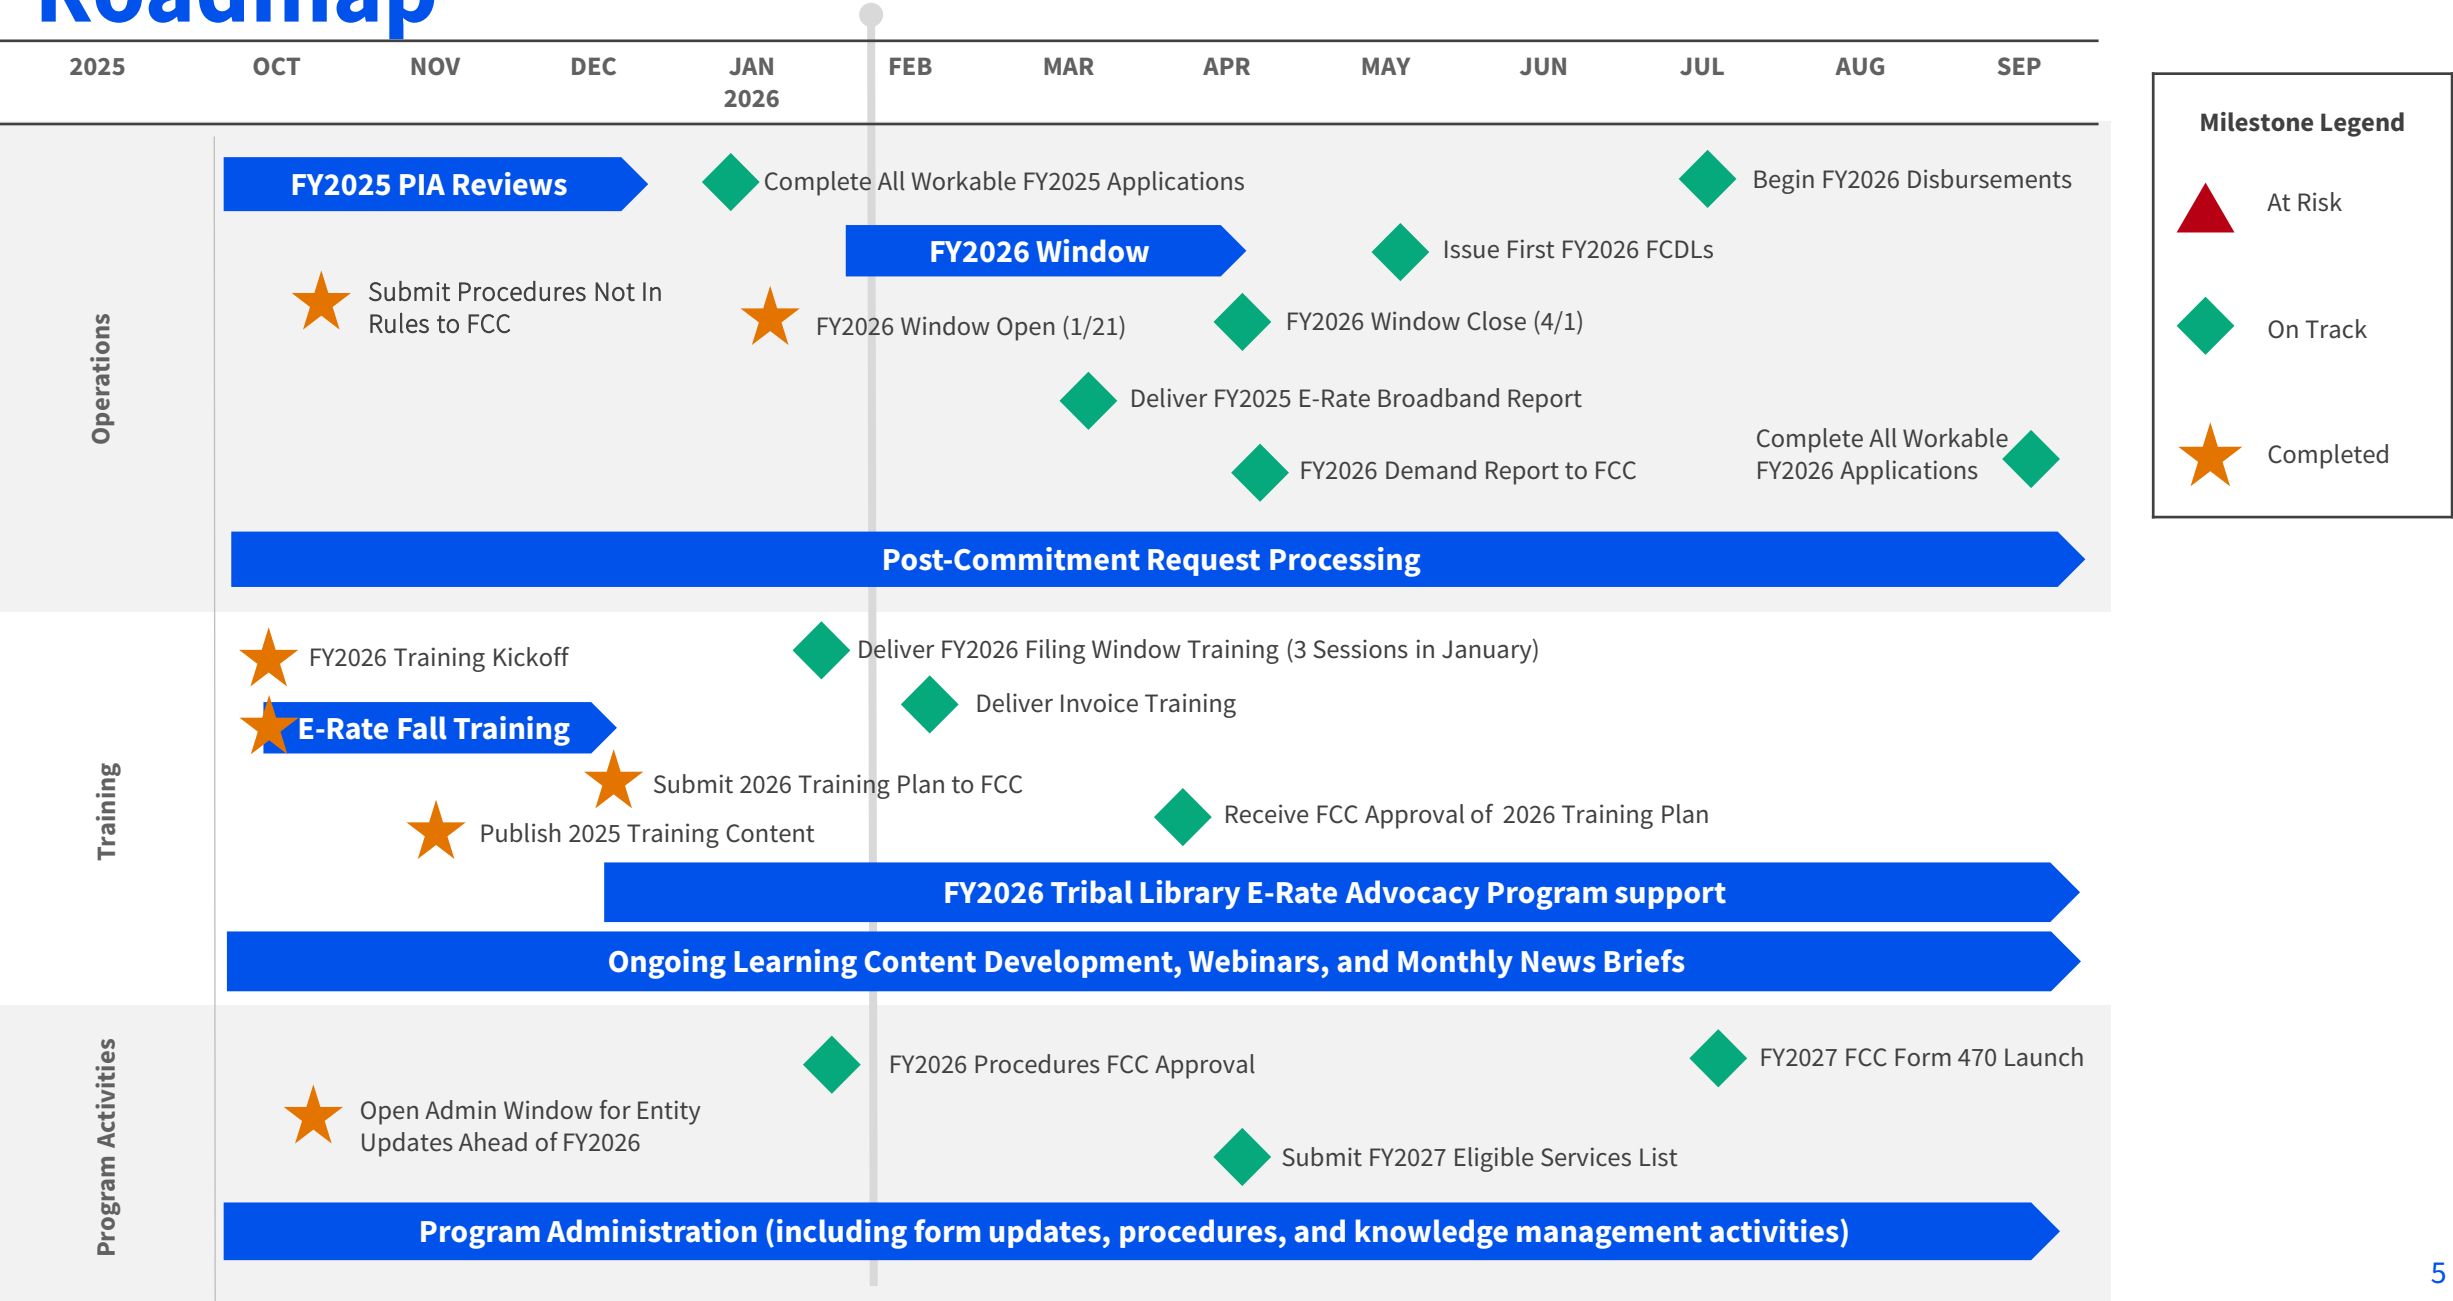 Roadmap
2025 OCT NOV DEC JAN FEB MAR APR MAY JUN JUL AUG SEP
2026
Milestone Legend
At Risk
On Track
Completed
Operations
FY2025 PIA Reviews
Complete All Workable FY2025 Applications
Begin FY2026 Disbursements
FY2026 Window
Issue First FY2026 FCDLs
Submit Procedures Not In
Rules to FCC
FY2026 Window Open (1/21)
FY2026 Window Close (4/1)
Deliver FY2025 E-Rate Broadband Report
Complete All Workable
FY2026 Applications
FY2026 Demand Report to FCC
Post-Commitment Request Processing
Training
FY2026 Training Kickoff
Deliver FY2026 Filing Window Training (3 Sessions in January)
Deliver Invoice Training
E-Rate Fall Training
Submit 2026 Training Plan to FCC
Receive FCC Approval of 2026 Training Plan
Publish 2025 Training Content
FY2026 Tribal Library E-Rate Advocacy Program support
Ongoing Learning Content Development, Webinars, and Monthly News Briefs
Program Activities
FY2026 Procedures FCC Approval
FY2027 FCC Form 470 Launch
Open Admin Window for Entity
Updates Ahead of FY2026
Submit FY2027 Eligible Services List
Program Administration (including form updates, procedures, and knowledge management activities)
5